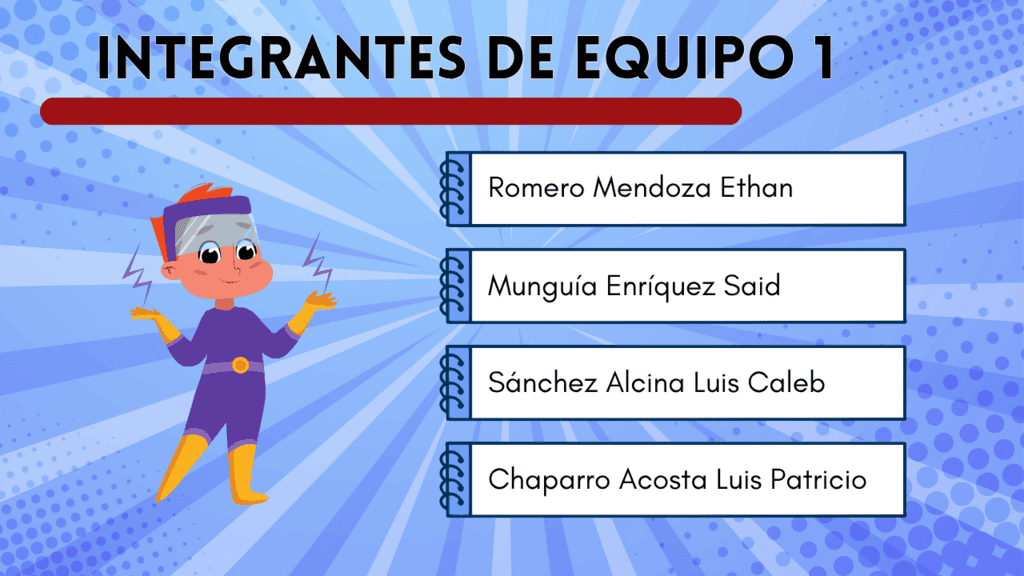 INTEGRANTES DE EQUIPO 1
Romero Mendoza Ethan
Munguía Enríquez Said
Sánchez Alcina Luis Caleb
Chaparro Acosta Luis Patricio